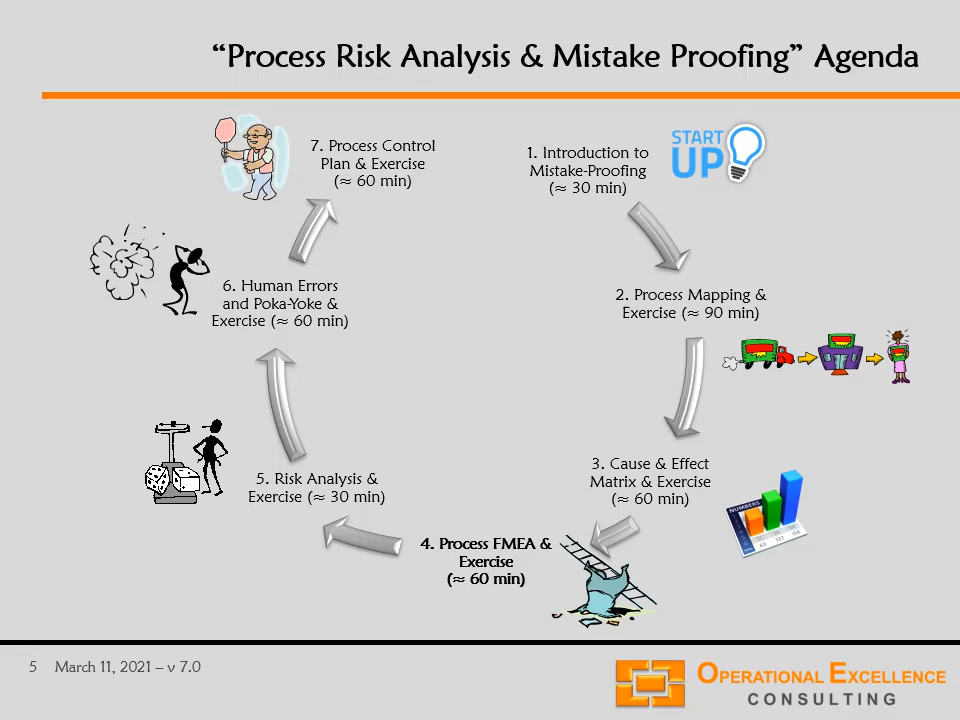 “Process Risk Analysis & Mistake Proofing” Agenda
1. Introduction to
Mistake-Proofing
(≈ 30 min)
START
UP
2. Process Mapping &
Exercise (≈ 90 min)
3. Cause & Effect
Matrix & Exercise
(≈ 60 min)
NUMBERS
4. Process FMEA &
Exercise
(≈ 60 min)
5. Risk Analysis &
Exercise (≈ 30 min)
6. Human Errors
and Poka-Yoke &
Exercise (≈ 60 min)
7. Process Control
Plan & Exercise
(≈ 60 min)
5 March 11, 2021 – v 7.0
OPERATIONAL EXCELLENCE
CONSULTING